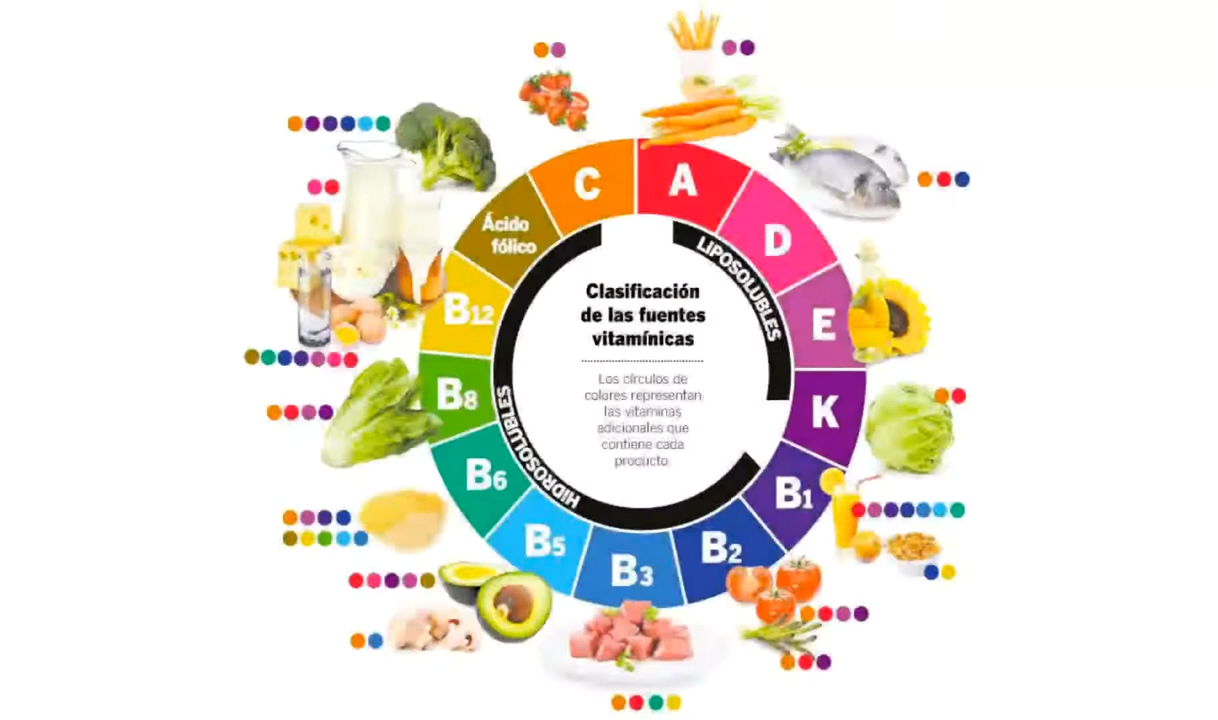 C
A
D
E
K
B1
B2
B3
B5
B6
B8
B12
Ácido
fólico
LIPOSOLUBLES
HIDROSOLUBLES
Clasificación
de las fuentes
vitamínicas
Los círculos de
colores representan
las vitaminas
adicionales que
contiene cada
producto